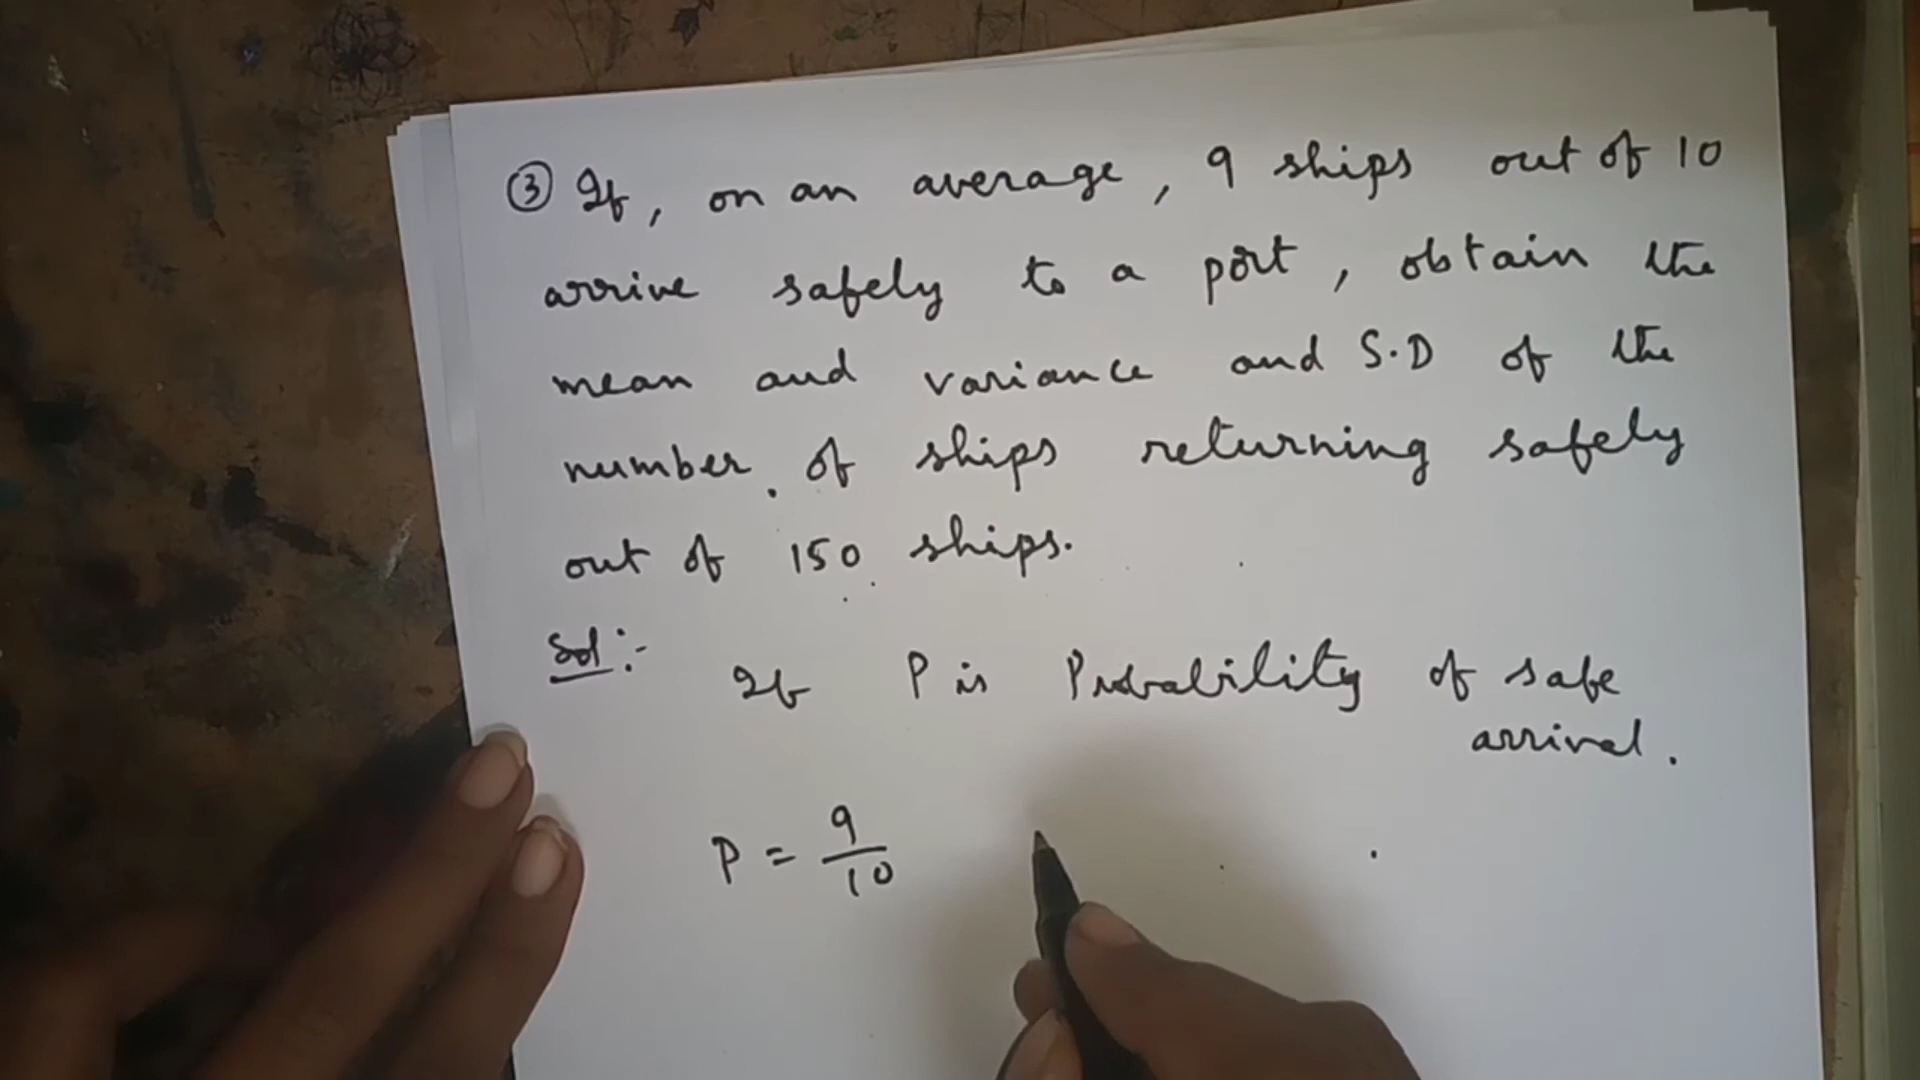 ③ If, on an average, 9 ships out of 10
arrive safely to a port, obtain the
mean and variance and S.D of the
number of ships returning safely
out of 150 ships.
Sol:- If P is Probability of safe
arrival.
P = 9/10